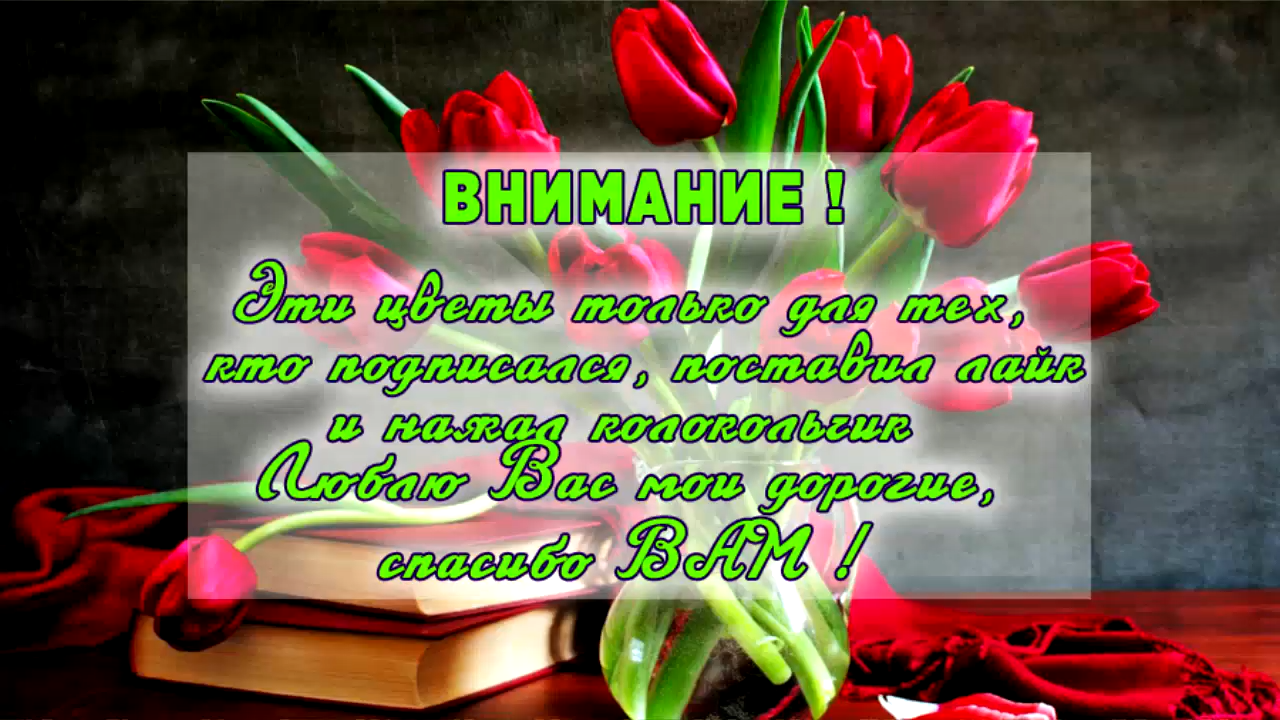 ВНИМАНИЕ !
Эти цветы только для тех,
кто подписался, поставил лайк
и нажал колокольчик
Люблю Вас мои дорогие,
спасибо ВАМ !